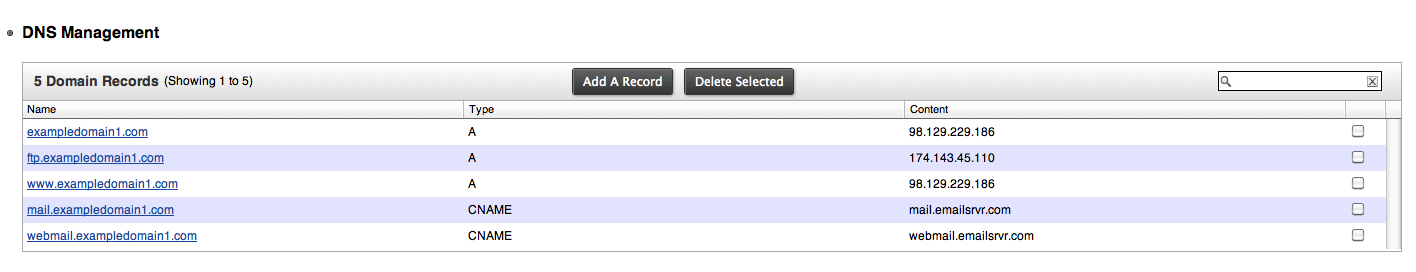 DNS Management
5 Domain Records (Showing 1 to 5) Add A Record Delete Selected
Name Type Content
exampledomain1.com A 98.129.229.186
ftp.exampledomain1.com A 174.143.45.110
www.exampledomain1.com A 98.129.229.186
mail.exampledomain1.com CNAME mail.emailsrvr.com
webmail.exampledomain1.com CNAME webmail.emailsrvr.com